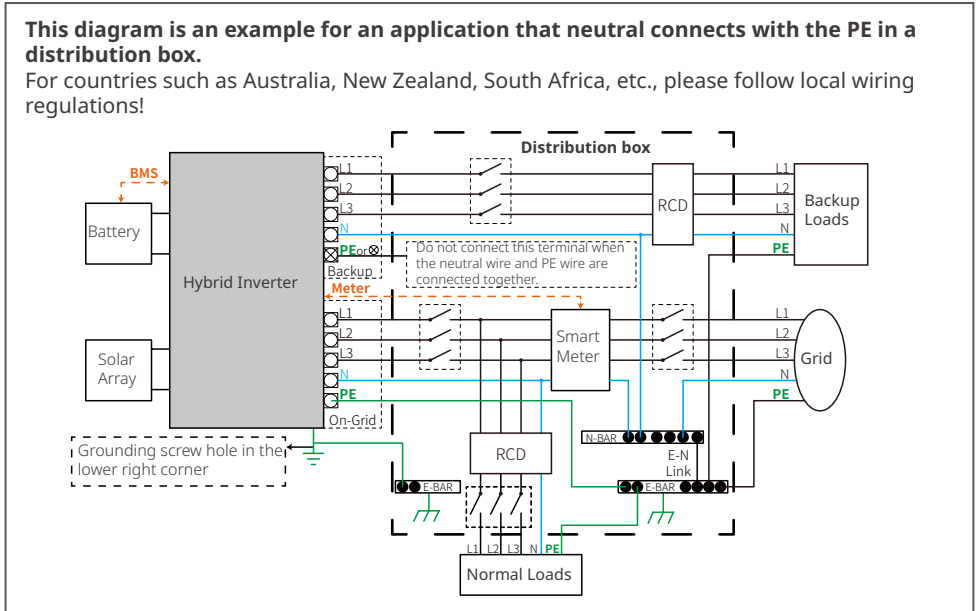 This diagram is an example for an application that neutral connects with the PE in a
distribution box.
For countries such as Australia, New Zealand, South Africa, etc., please follow local wiring
regulations!
Distribution box
BMS
Battery
Hybrid Inverter
Solar
Array
L1
L2
L3
N
PE or ⊗
Backup
Do not connect this terminal when
the neutral wire and PE wire are
connected together.
RCD
L1
L2
L3
N
PE
Backup
Loads
Meter
L1
L2
L3
N
PE
On-Grid
Smart
Meter
L1
L2
L3
N
PE
Grid
Grounding screw hole in the
lower right corner
RCD
N-BAR
E-N
Link
E-BAR
E-BAR
L1 L2 L3 N PE
Normal Loads